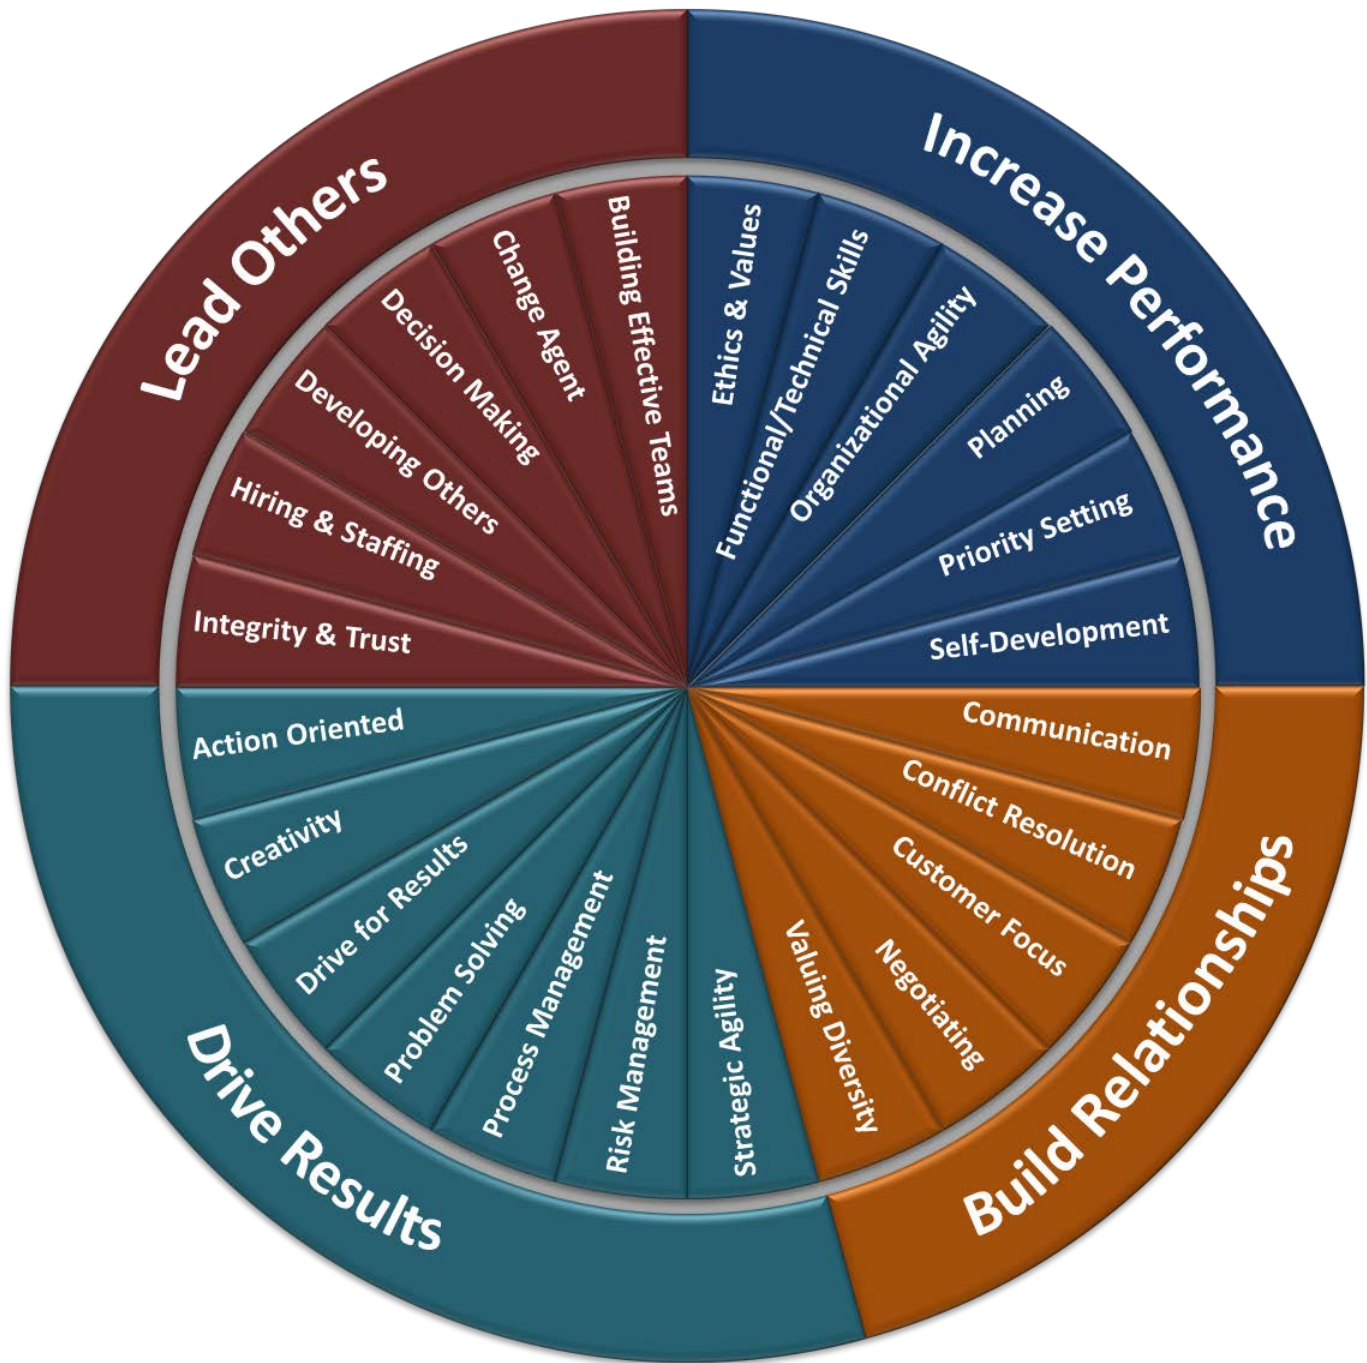 Lead Others
Increase Performance
Build Relationships
Drive Results
Building Effective Teams
Change Agent
Decision Making
Developing Others
Hiring & Staffing
Integrity & Trust
Ethics & Values
Functional/Technical Skills
Organizational Agility
Planning
Priority Setting
Self-Development
Communication
Conflict Resolution
Customer Focus
Negotiating
Valuing Diversity
Action Oriented
Creativity
Drive for Results
Problem Solving
Process Management
Risk Management
Strategic Agility